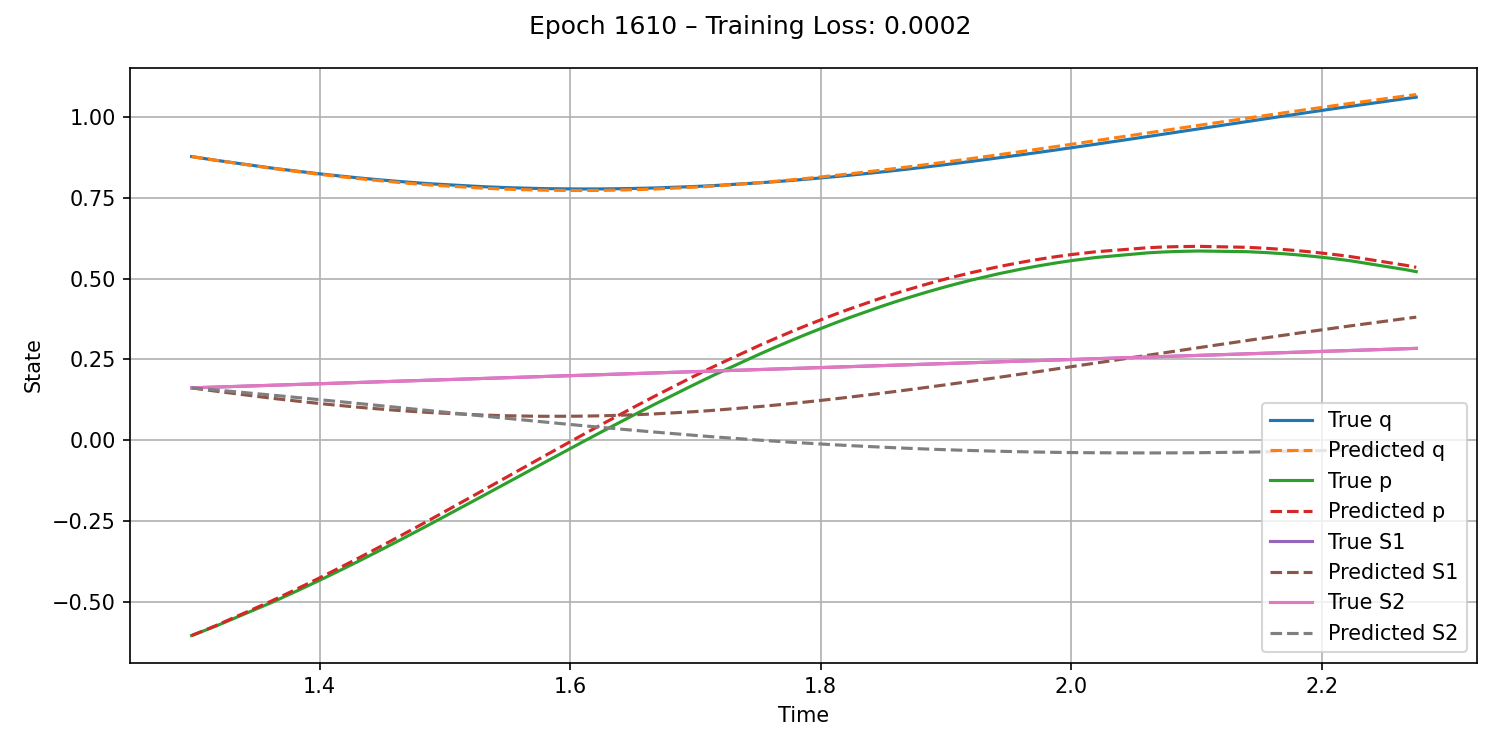 Epoch 1610 – Training Loss: 0.0002
State
1.00
0.75
0.50
0.25
0.00
−0.25
−0.50
True q
Predicted q
True p
Predicted p
True S1
Predicted S1
True S2
Predicted S2
1.4 1.6 1.8 2.0 2.2
Time